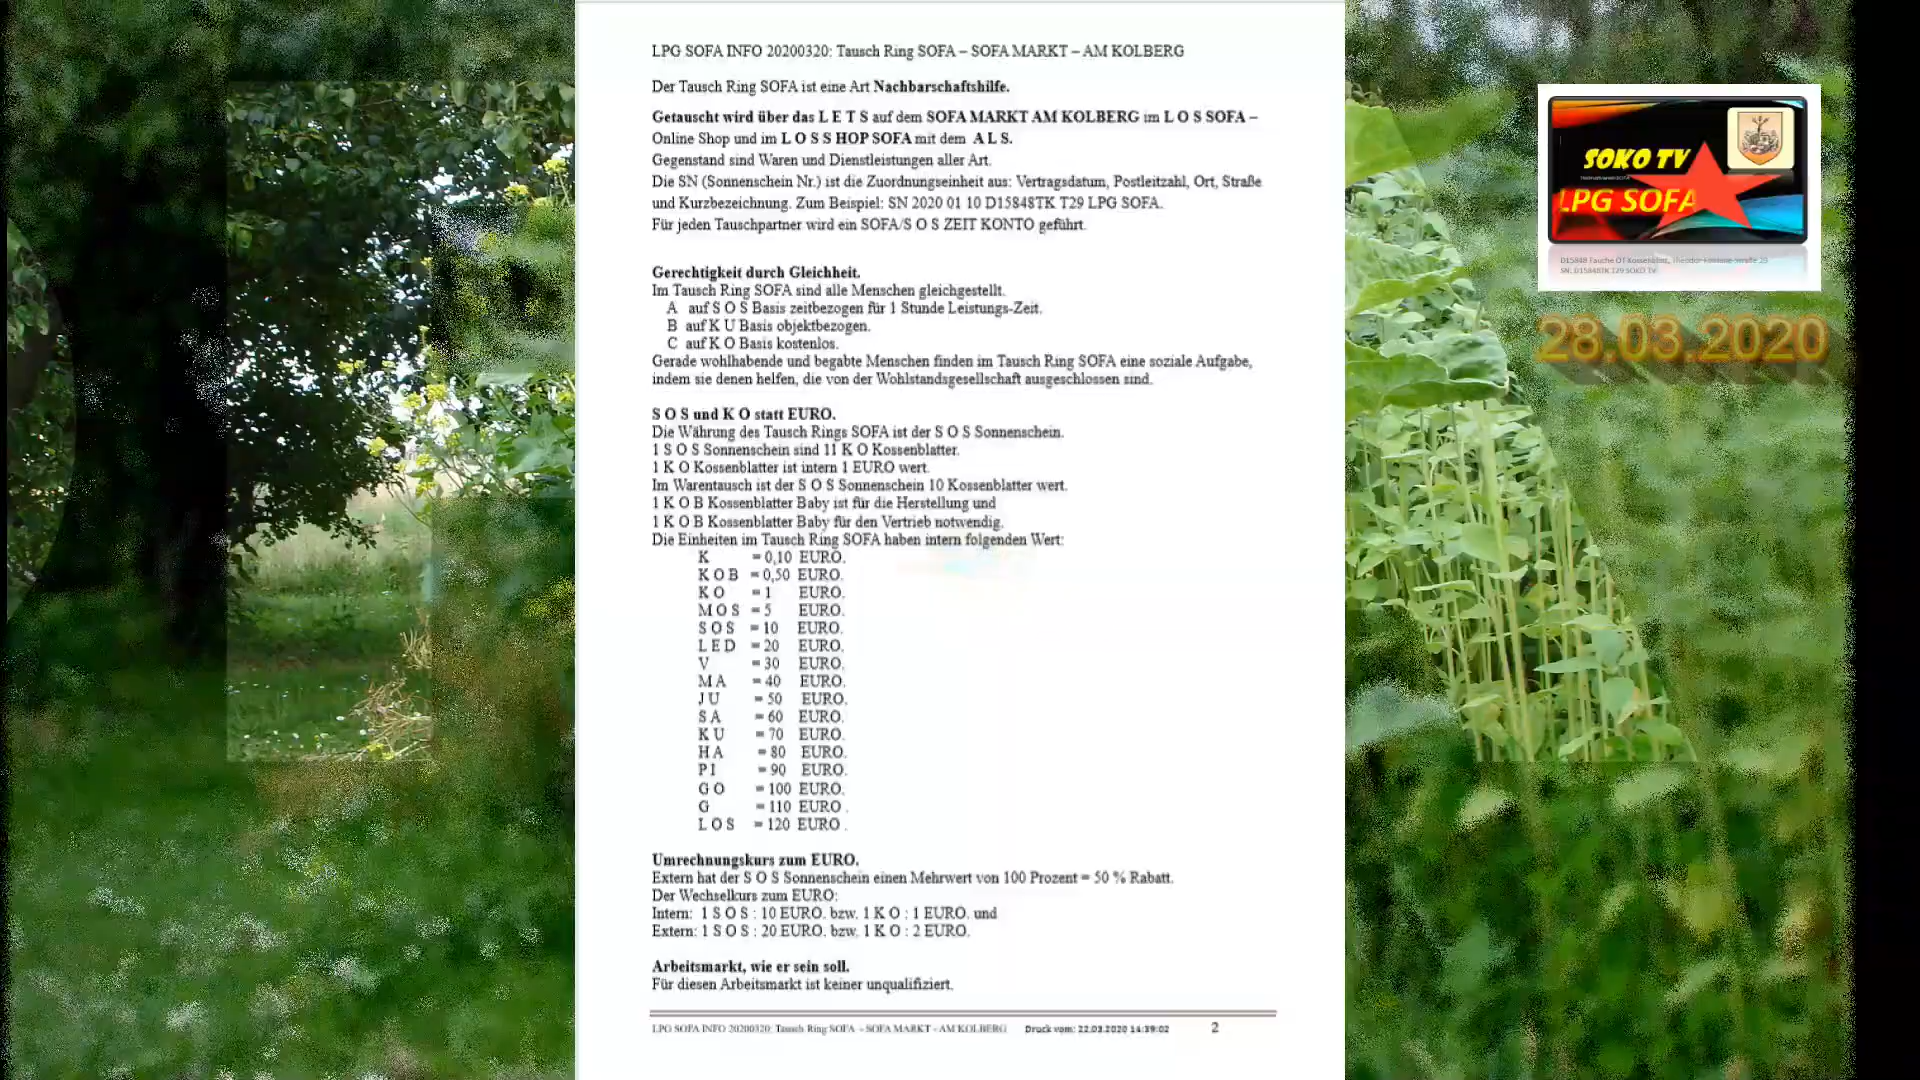 LPG SOFA INFO 20200320: Tausch Ring SOFA – SOFA MARKT – AM KOLBERG
Der Tausch Ring SOFA ist eine Art Nachbarschaftshilfe.
Getauscht wird über das L E T S auf dem SOFA MARKT AM KOLBERG im L O S SOFA –
Online Shop und im L O S S HOP SOFA mit dem A L S.
Gegenstand sind Waren und Dienstleistungen aller Art.
Die SN (Sonnenschein Nr.) ist die Zuordnungseinheit aus: Vertragsdatum, Postleitzahl, Ort, Straße
und Kurzbezeichnung. Zum Beispiel: SN 2020 01 10 D15848TK T29 LPG SOFA.
Für jeden Tauschpartner wird ein SOFA/S O S ZEIT KONTO geführt.
Gerechtigkeit durch Gleichheit.
Im Tausch Ring SOFA sind alle Menschen gleichgestellt.
A auf S O S Basis zeitbezogen für 1 Stunde Leistungs-Zeit.
B auf K U Basis objektbezogen.
C auf K O Basis kostenlos.
Gerade wohlhabende und begabte Menschen finden im Tausch Ring SOFA eine soziale Aufgabe,
indem sie denen helfen, die von der Wohlstandsgesellschaft ausgeschlossen sind.
S O S und K O statt EURO.
Die Währung des Tausch Rings SOFA ist der S O S Sonnenschein.
1 S O S Sonnenschein sind 11 K O Kossenblatter.
1 K O Kossenblatter ist intern 1 EURO wert.
Im Warentausch ist der S O S Sonnenschein 10 Kossenblatter wert.
1 K O B Kossenblatter Baby ist für die Herstellung und
1 K O B Kossenblatter Baby für den Vertrieb notwendig.
Die Einheiten im Tausch Ring SOFA haben intern folgenden Wert:
K = 0,10 EURO.
K O B = 0,50 EURO.
K O = 1 EURO.
M O S = 5 EURO.
S O S = 10 EURO.
L E D = 20 EURO.
V = 30 EURO.
M A = 40 EURO.
J U = 50 EURO.
S A = 60 EURO.
K U = 70 EURO.
H A = 80 EURO.
P I = 90 EURO.
G O = 100 EURO.
G = 110 EURO .
L O S = 120 EURO .
Umrechnungskurs zum EURO.
Extern hat der S O S Sonnenschein einen Mehrwert von 100 Prozent = 50 % Rabatt.
Der Wechselkurs zum EURO:
Intern: 1 S O S : 10 EURO. bzw. 1 K O : 1 EURO. und
Extern: 1 S O S : 20 EURO. bzw. 1 K O : 2 EURO.
Arbeitsmarkt, wie er sein soll.
Für diesen Arbeitsmarkt ist keiner unqualifiziert.
LPG SOFA INFO 20200320: Tausch Ring SOFA – SOFA MARKT - AM KOLBERG Druck vom: 22.03.2020 14:39:02 2
SOKO TV
LPG SOFA
D15848 Tauche OT Kossenblatt, Theodor-Fontane-Straße 29
SN: D15848TK T29 SOKO TV
28.03.2020